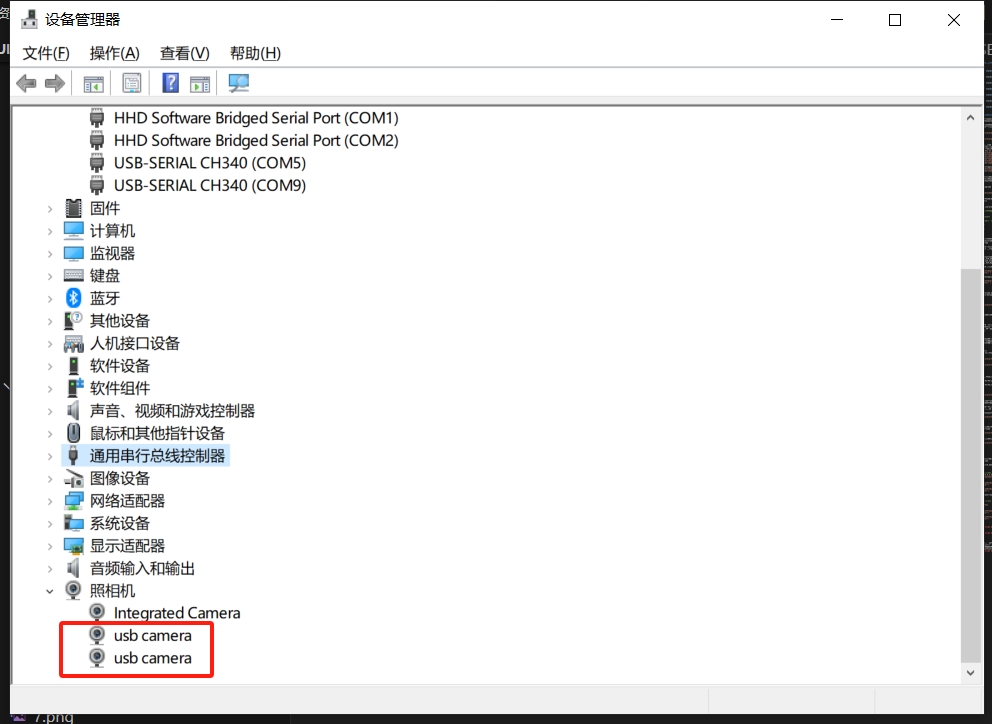 设备管理器
文件(F) 操作(A) 查看(V) 帮助(H)
HHD Software Bridged Serial Port (COM1)
HHD Software Bridged Serial Port (COM2)
USB-SERIAL CH340 (COM5)
USB-SERIAL CH340 (COM9)
固件
计算机
监视器
键盘
蓝牙
其他设备
人机接口设备
软件设备
软件组件
声音、视频和游戏控制器
鼠标和其他指针设备
通用串行总线控制器
图像设备
网络适配器
系统设备
显示适配器
音频输入和输出
照相机
Integrated Camera
usb camera
usb camera
7.png